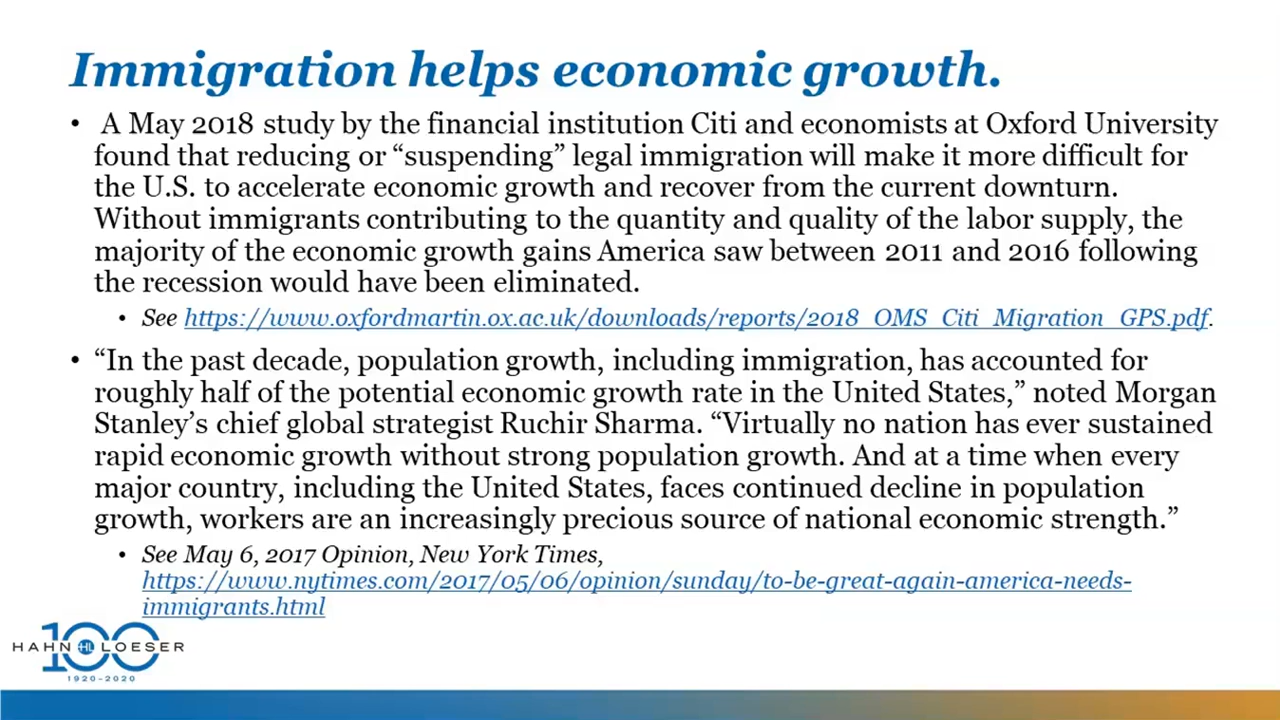 Immigration helps economic growth.
• A May 2018 study by the financial institution Citi and economists at Oxford University
found that reducing or “suspending” legal immigration will make it more difficult for
the U.S. to accelerate economic growth and recover from the current downturn.
Without immigrants contributing to the quantity and quality of the labor supply, the
majority of the economic growth gains America saw between 2011 and 2016 following
the recession would have been eliminated.
• See https://www.oxfordmartin.ox.ac.uk/downloads/reports/2018_OMS_Citi_Migration_GPS.pdf.
• “In the past decade, population growth, including immigration, has accounted for
roughly half of the potential economic growth rate in the United States,” noted Morgan
Stanley’s chief global strategist Ruchir Sharma. “Virtually no nation has ever sustained
rapid economic growth without strong population growth. And at a time when every
major country, including the United States, faces continued decline in population
growth, workers are an increasingly precious source of national economic strength.”
• See May 6, 2017 Opinion, New York Times,
https://www.nytimes.com/2017/05/06/opinion/sunday/to-be-great-again-america-needs-
immigrants.html
100
HAHN HL LOESER
1920-2020